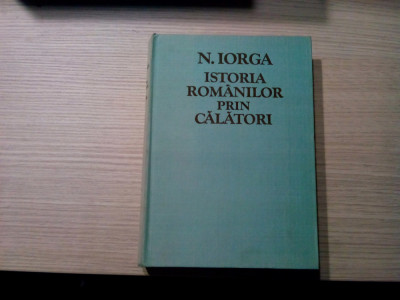 N. IORGA
ISTORIA
ROMÂNILOR
PRIN
CĂLĂTORI